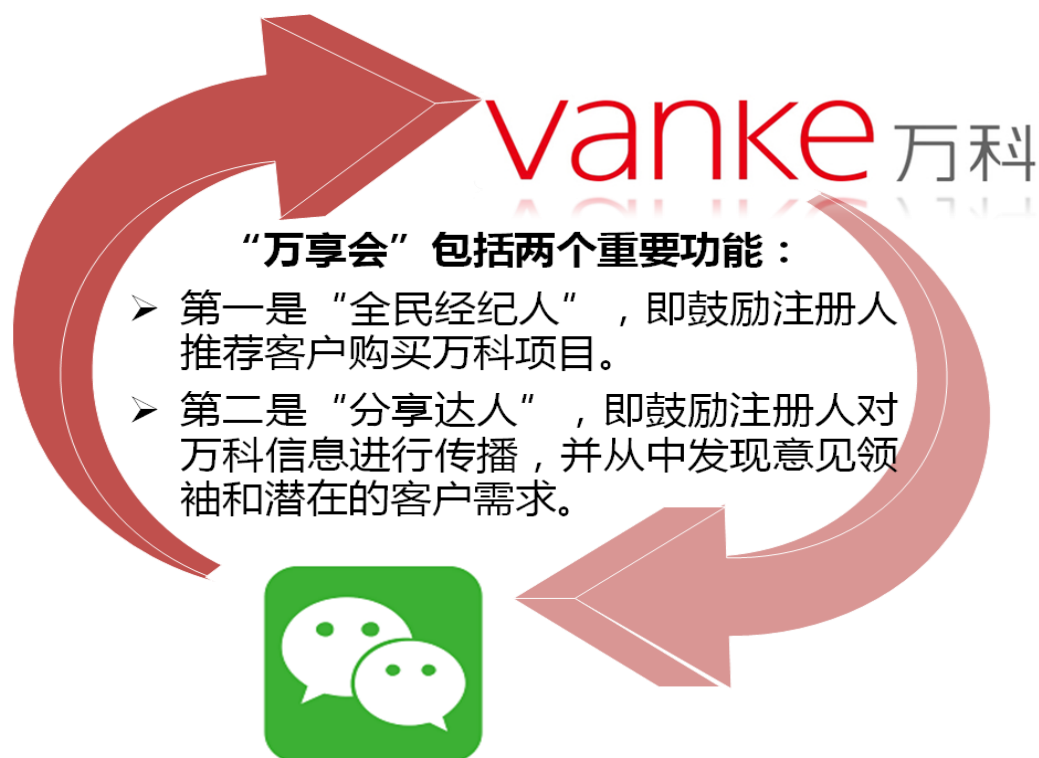 vanke 万科
“万享会”包括两个重要功能：
➢ 第一是“全民经纪人”，即鼓励注册人
推荐客户购买万科项目。
➢ 第二是“分享达人”，即鼓励注册人对
万科信息进行传播，并从中发现意见领
袖和潜在的客户需求。